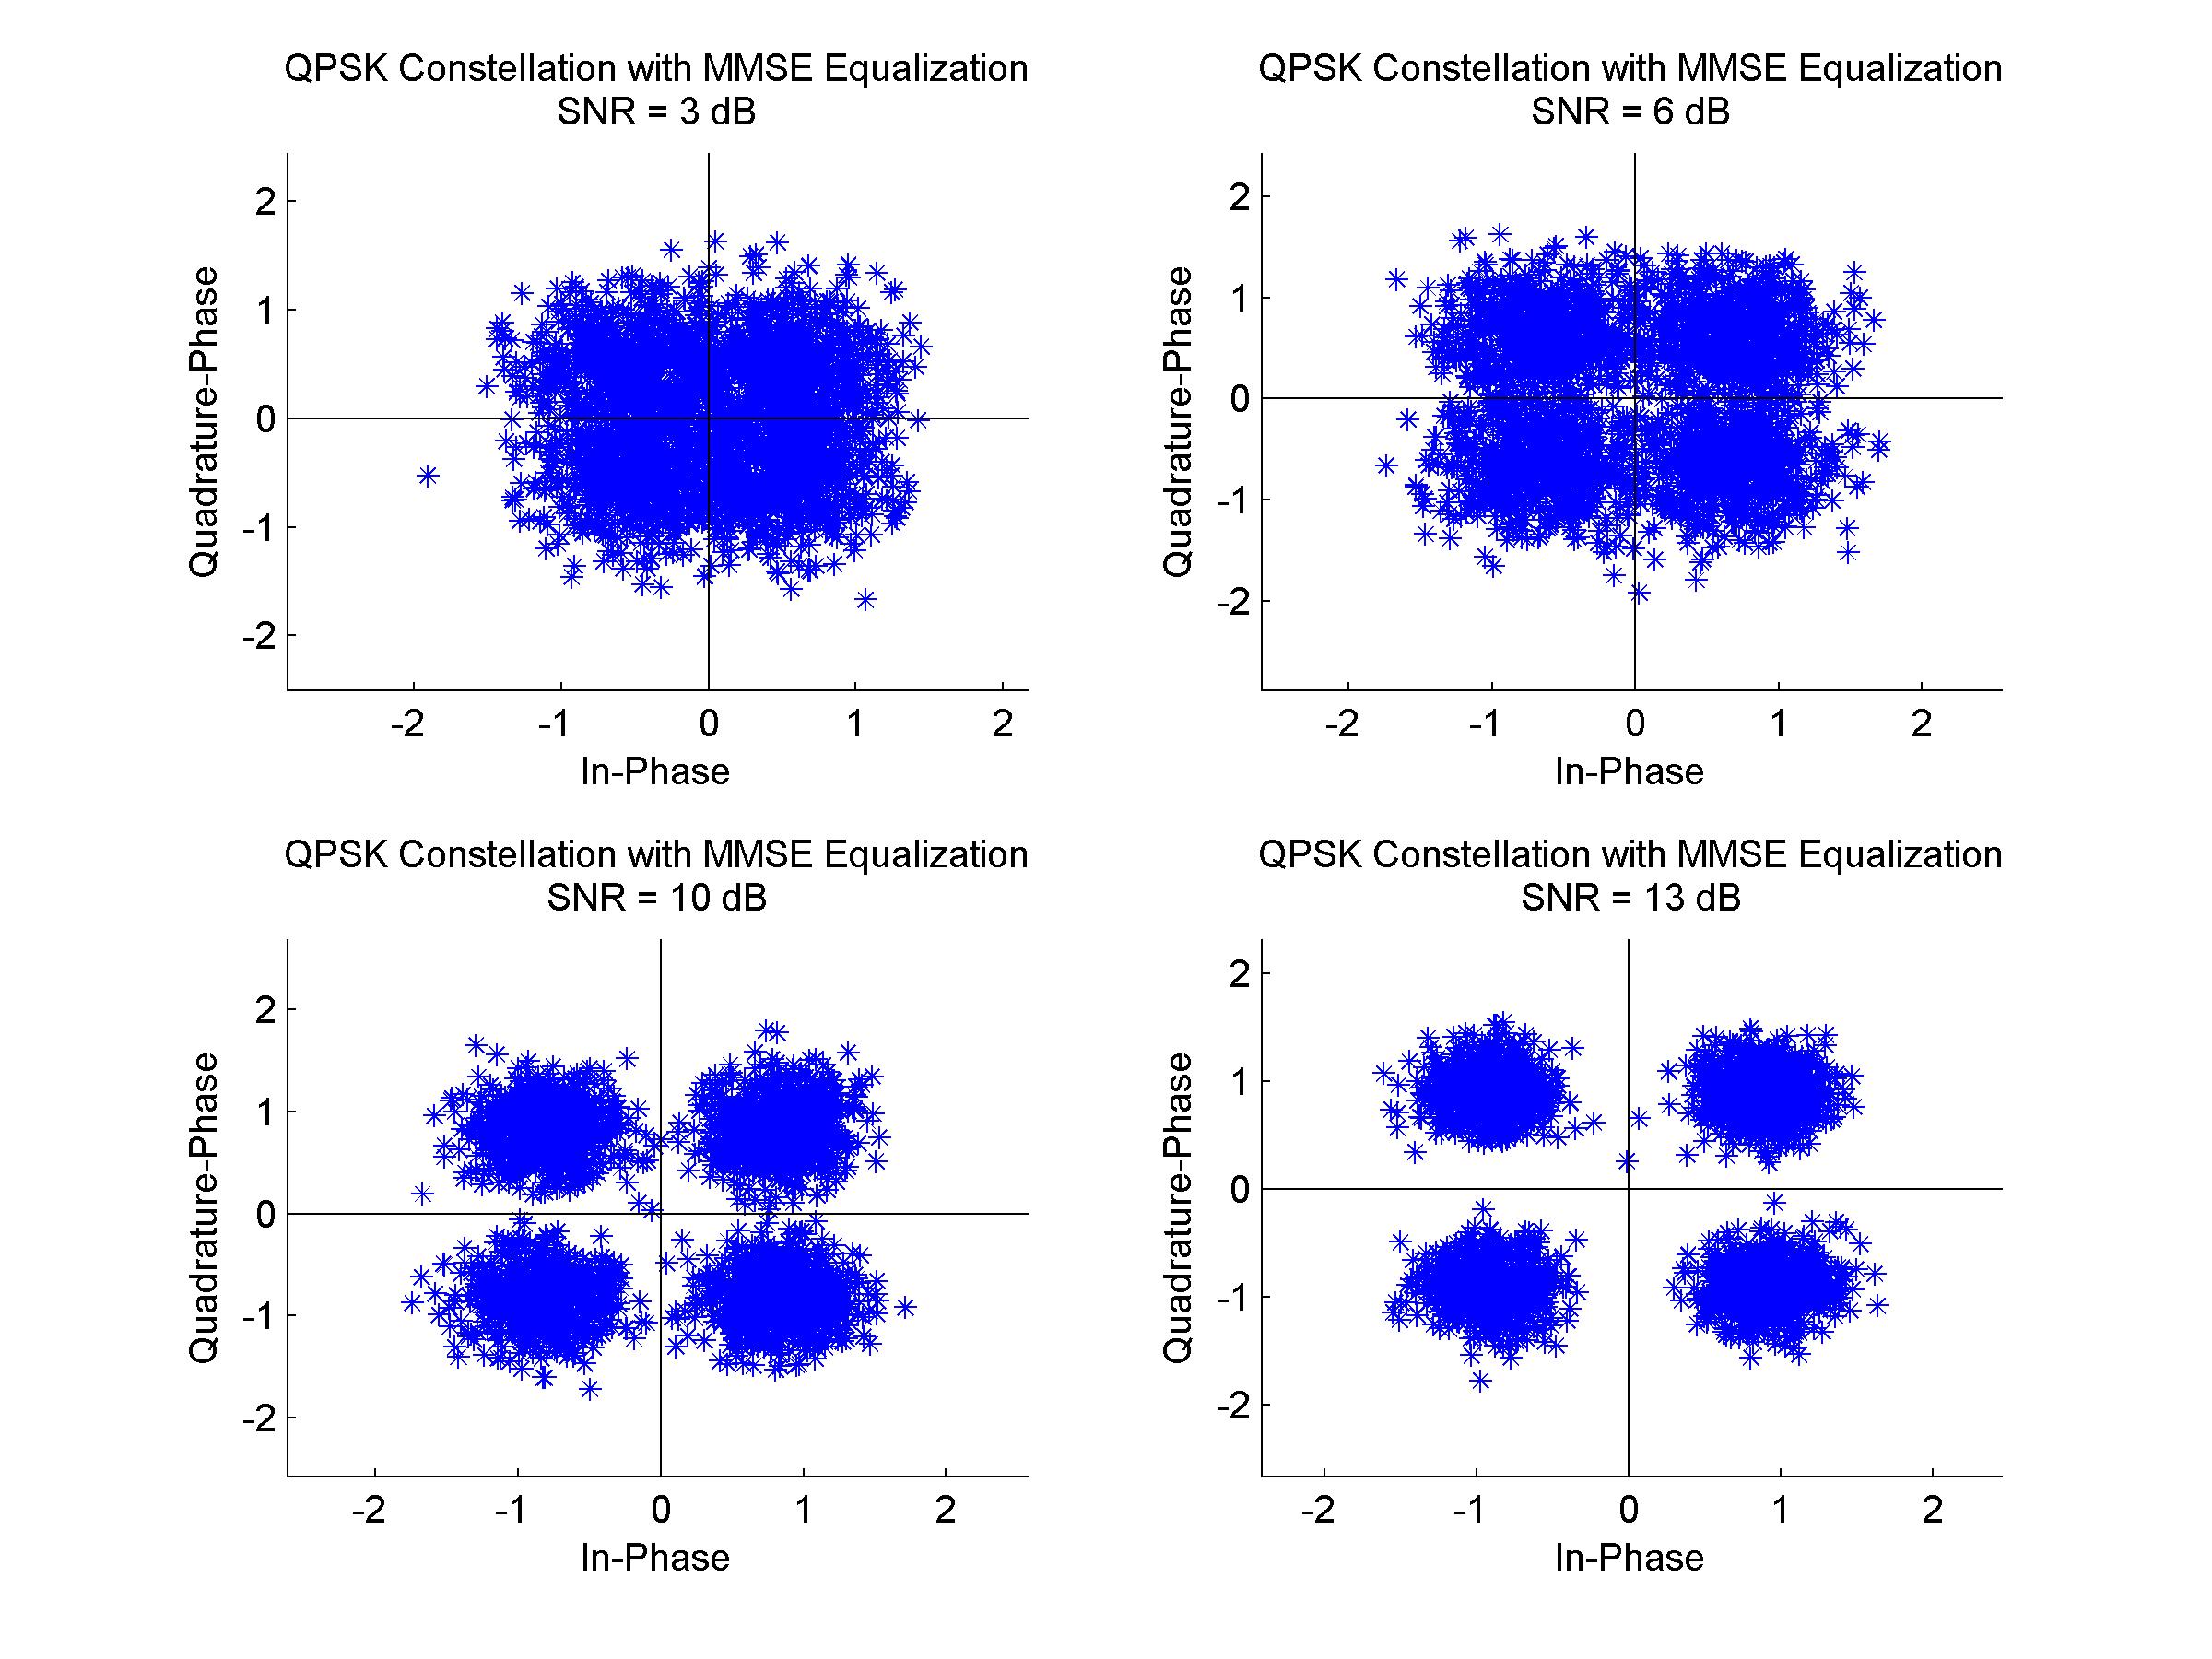 QPSK Constellation with MMSE Equalization
SNR = 3 dB
2
1
0
-1
-2
Quadrature-Phase
-2 -1 0 1 2
In-Phase
QPSK Constellation with MMSE Equalization
SNR = 6 dB
2
1
0
-1
-2
Quadrature-Phase
-2 -1 0 1 2
In-Phase
QPSK Constellation with MMSE Equalization
SNR = 10 dB
2
1
0
-1
-2
Quadrature-Phase
-2 -1 0 1 2
In-Phase
QPSK Constellation with MMSE Equalization
SNR = 13 dB
2
1
0
-1
-2
Quadrature-Phase
-2 -1 0 1 2
In-Phase